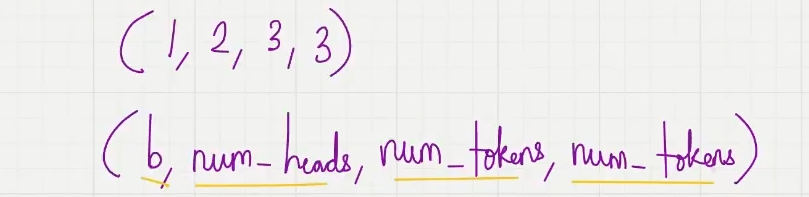 (1, 2, 3, 3)
(b, num_heads, num_tokens, num_tokens)